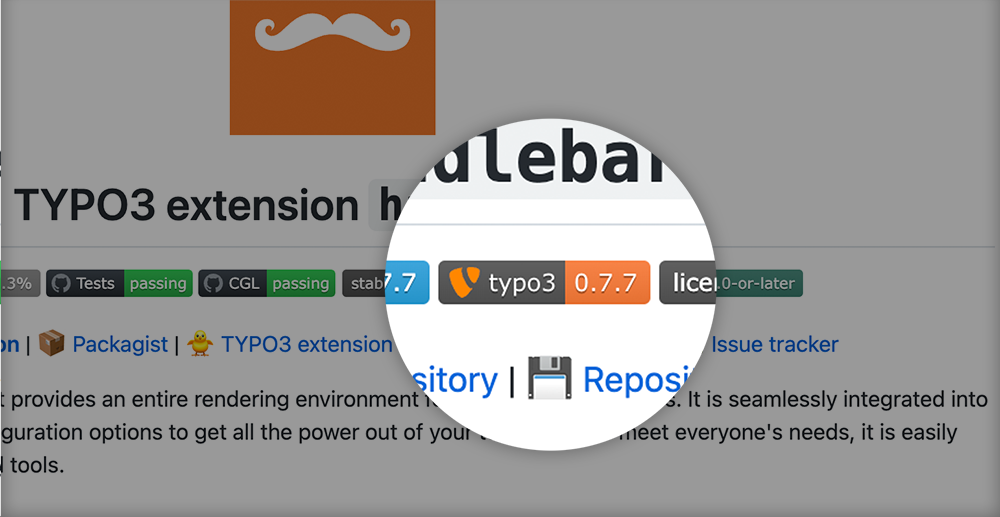 TYPO3 extension h
dlebar
.3% Tests passing CGL passing stab 7.7 typo3 0.7.7 licen .0-or-later
on | 📦 Packagist | 🐥 TYPO3 extension sitory | 💾 Reposi Issue tracker
t provides an entire rendering environment f s. It is seamlessly integrated into
guration options to get all the power out of your t meet everyone's needs, it is easily
d tools.